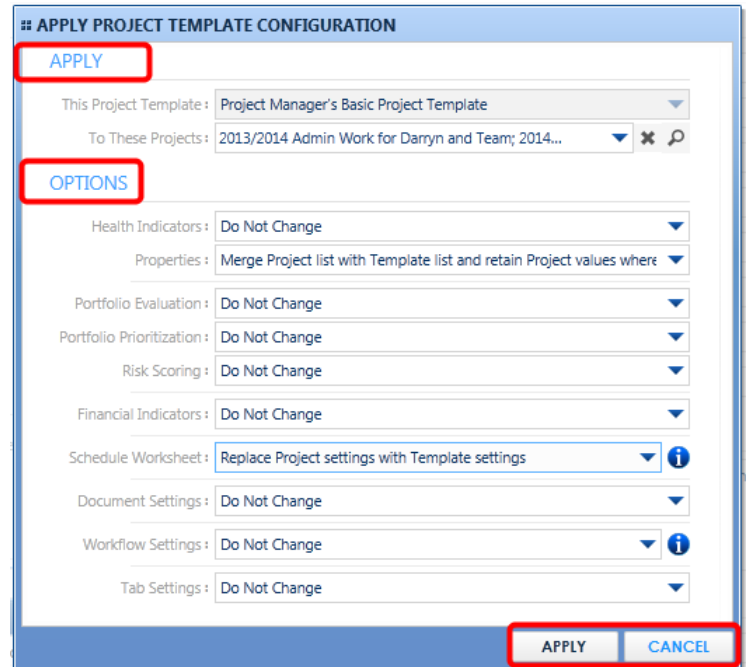 APPLY PROJECT TEMPLATE CONFIGURATION
APPLY
This Project Template : Project Manager's Basic Project Template
To These Projects : 2013/2014 Admin Work for Darryn and Team; 2014...
OPTIONS
Health Indicators : Do Not Change
Properties : Merge Project list with Template list and retain Project values where
Portfolio Evaluation : Do Not Change
Portfolio Prioritization : Do Not Change
Risk Scoring : Do Not Change
Financial Indicators : Do Not Change
Schedule Worksheet : Replace Project settings with Template settings
Document Settings : Do Not Change
Workflow Settings : Do Not Change
Tab Settings : Do Not Change
APPLY CANCEL